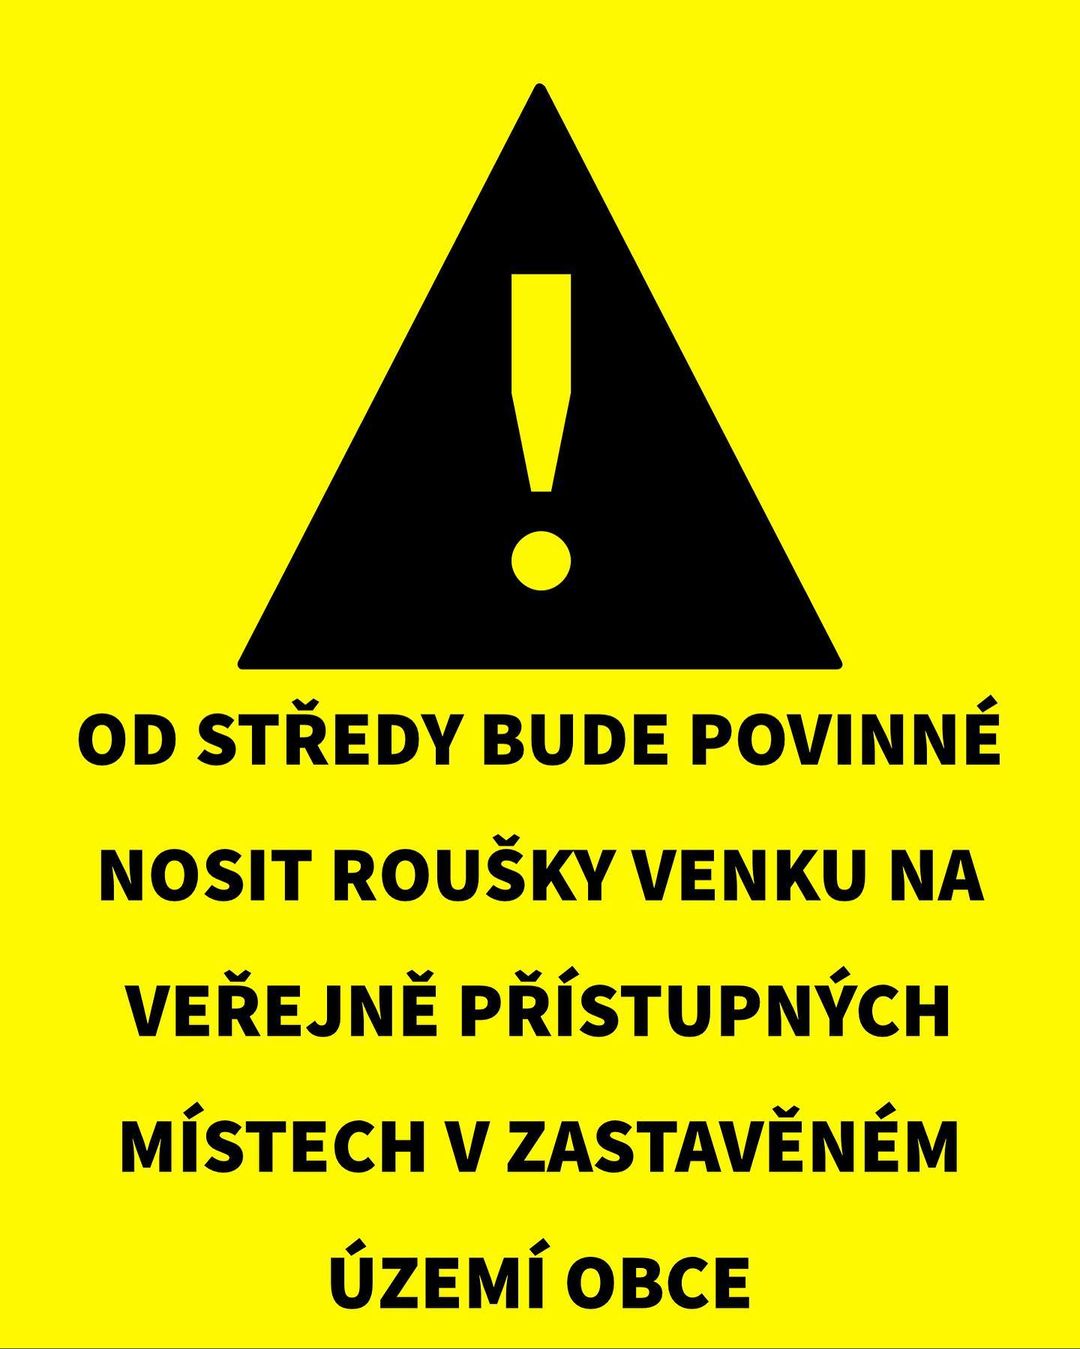 OD STŘEDY BUDE POVINNÉ
NOSIT ROUŠKY VENKU NA
VEŘEJNĚ PŘÍSTUPNÝCH
MÍSTECH V ZASTAVĚNÉM
ÚZEMÍ OBCE